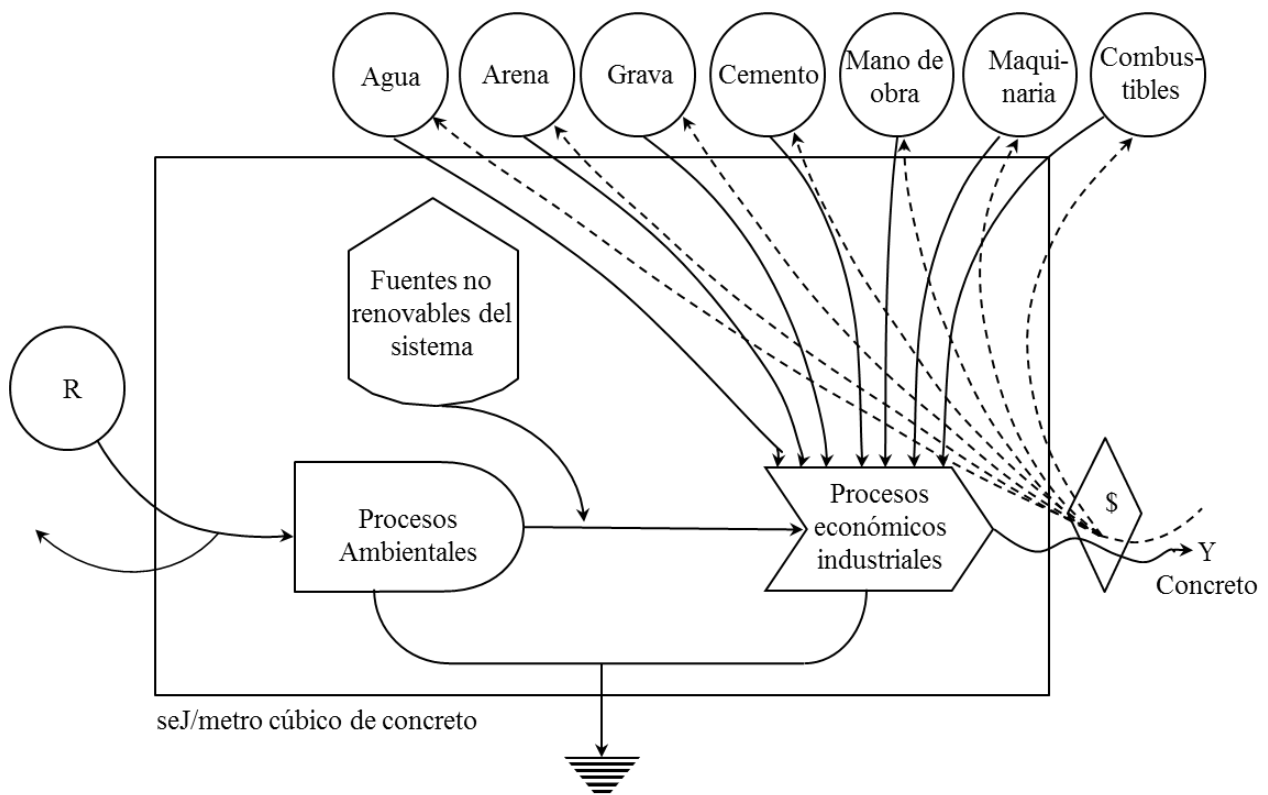 Agua
Arena
Grava
Cemento
Mano de
obra
Maqui-
naria
Combus-
tibles
Fuentes no
renovables del
sistema
R
Procesos
Ambientales
Procesos
económicos
industriales
$
Y
Concreto
seJ/metro cúbico de concreto